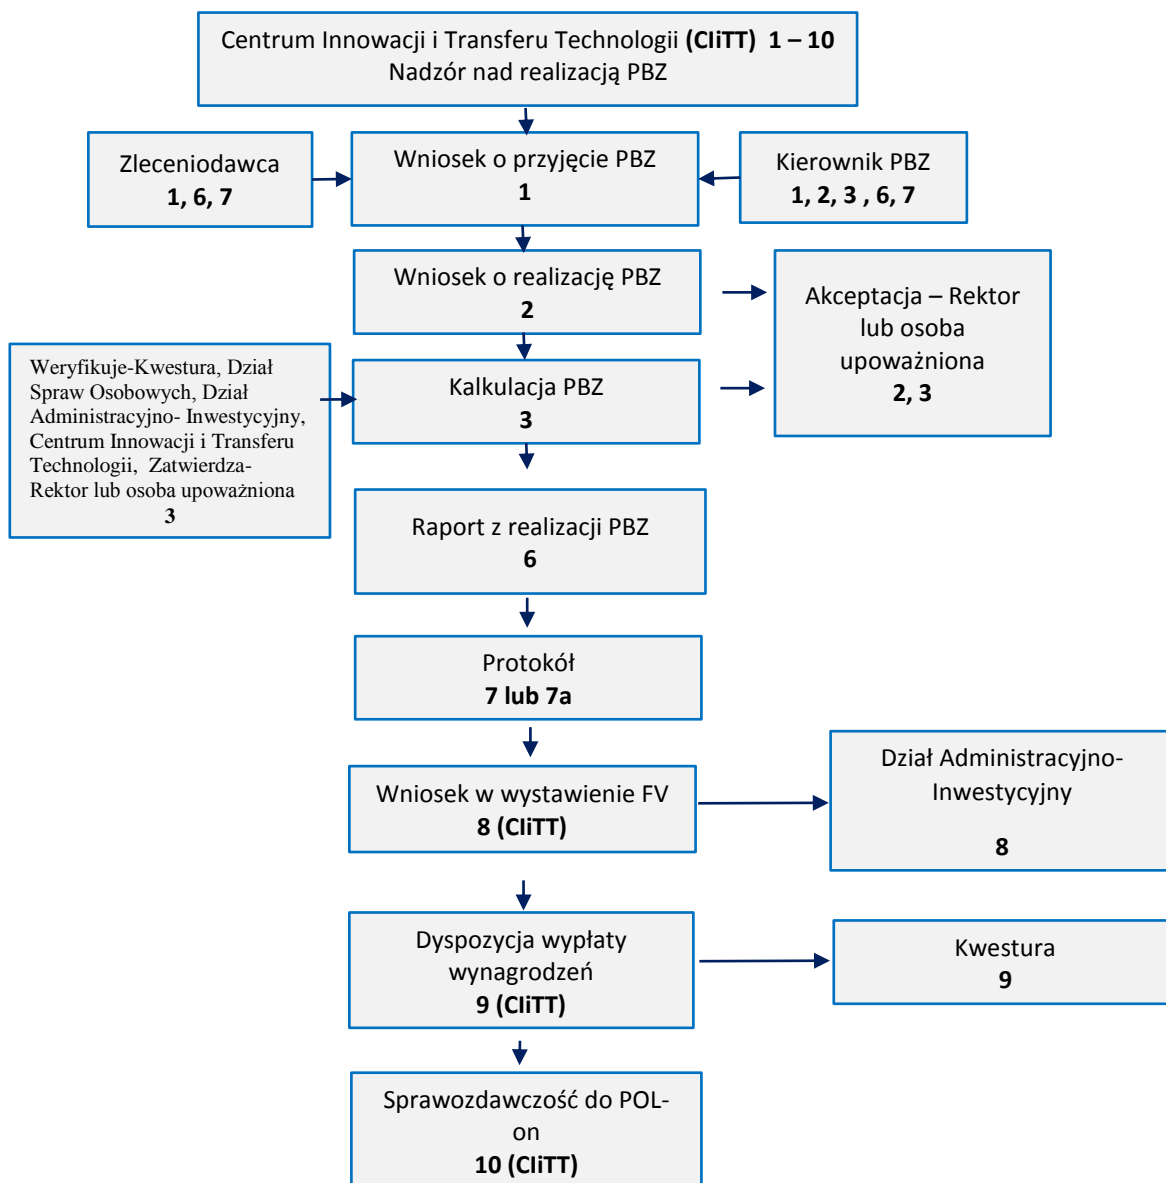 Centrum Innowacji i Transferu Technologii (CIiTT) 1 – 10
Nadzór nad realizacją PBZ
Zleceniodawca
1, 6, 7
Wniosek o przyjęcie PBZ
1
Kierownik PBZ
1, 2, 3 , 6, 7
Wniosek o realizację PBZ
2
Akceptacja – Rektor
lub osoba
upoważniona
2, 3
Weryfikuje-Kwestura, Dział
Spraw Osobowych, Dział
Administracyjno- Inwestycyjny,
Centrum Innowacji i Transferu
Technologii, Zatwierdza-
Rektor lub osoba upoważniona
3
Kalkulacja PBZ
3
Raport z realizacji PBZ
6
Protokół
7 lub 7a
Wniosek w wystawienie FV
8 (CIiTT)
Dział Administracyjno-
Inwestycyjny
8
Dyspozycja wypłaty
wynagrodzeń
9 (CIiTT)
Kwestura
9
Sprawozdawczość do POL-
on
10 (CIiTT)